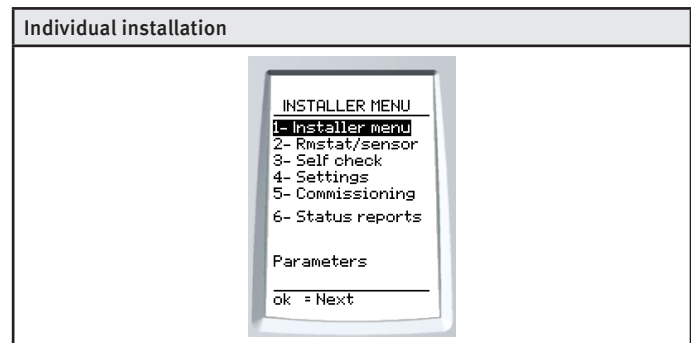 Individual installation
INSTALLER MENU
1- Installer menu
2- Rmstat/sensor
3- Self check
4- Settings
5- Commissioning
6- Status reports
Parameters
ok = Next